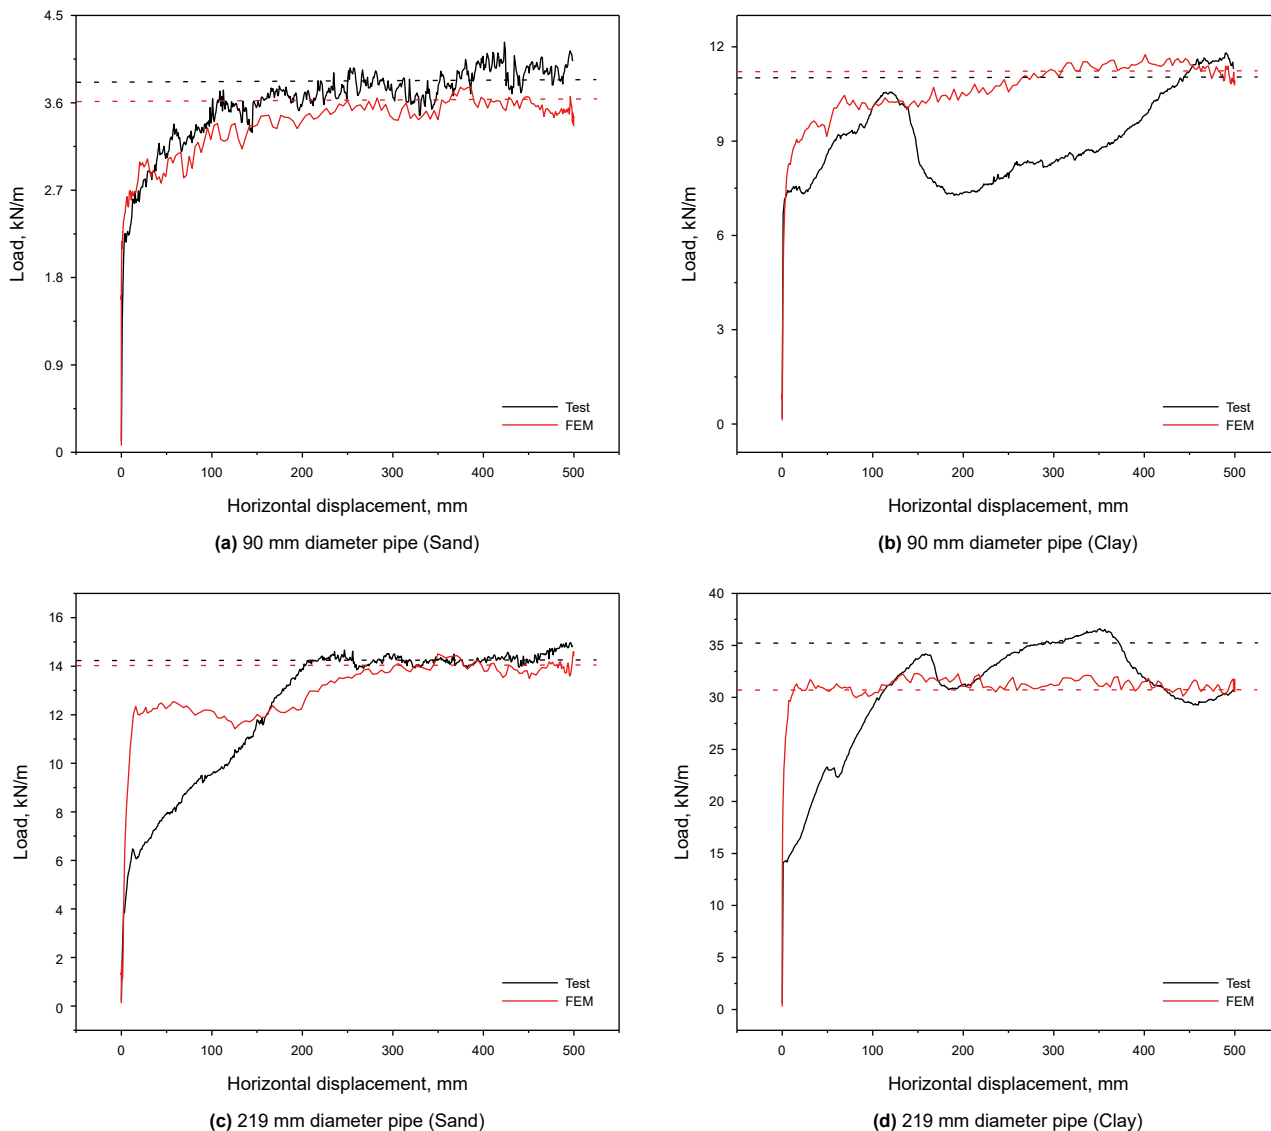 4.5
3.6
2.7
1.8
0.9
0
Load, kN/m
Test
FEM
0 100 200 300 400 500
Horizontal displacement, mm
(a) 90 mm diameter pipe (Sand)
12
9
6
3
0
Load, kN/m
Test
FEM
0 100 200 300 400 500
Horizontal displacement, mm
(b) 90 mm diameter pipe (Clay)
16
14
12
10
8
6
4
2
0
Load, kN/m
Test
FEM
0 100 200 300 400 500
Horizontal displacement, mm
(c) 219 mm diameter pipe (Sand)
40
35
30
25
20
15
10
5
0
Load, kN/m
Test
FEM
0 100 200 300 400 500
Horizontal displacement, mm
(d) 219 mm diameter pipe (Clay)